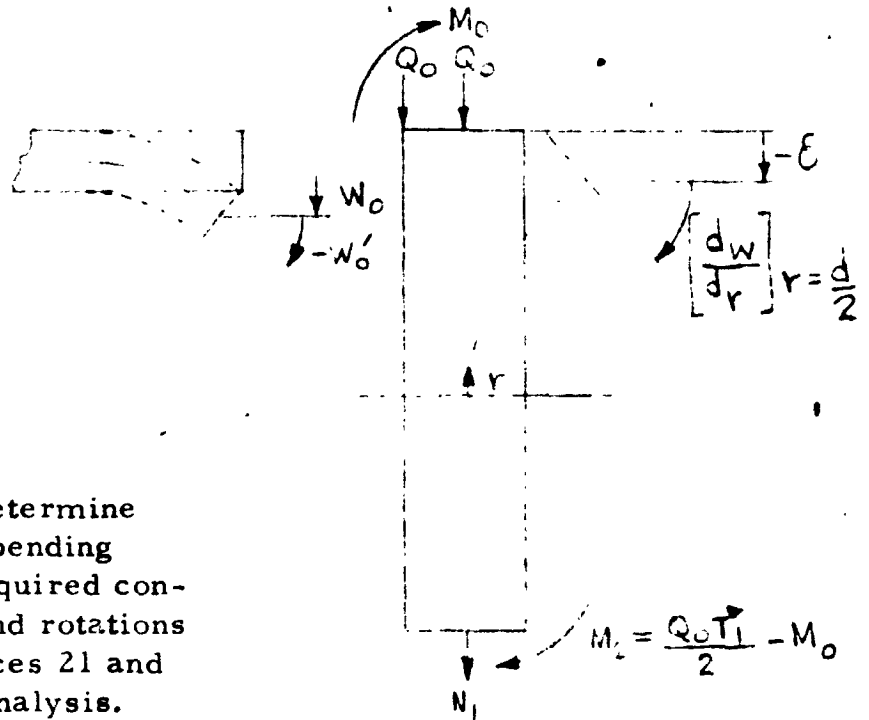 M₀
Q₀ Q₀
-ε
W₀
-W₀′
[dw/dr] r = d/2
r
etermine
bending
quired con-
nd rotations
ces 21 and
nalysis.
M₁ = Q₀T₁/2 - M₀
N₁